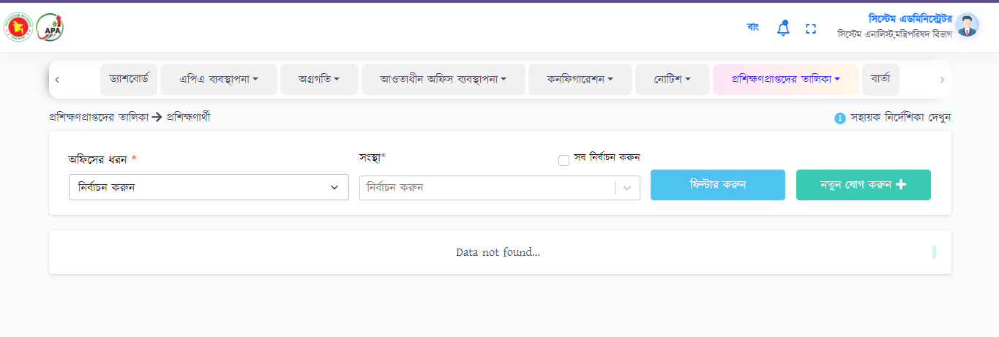 APA
বাং
সিস্টেম এডমিনিস্ট্রেটর
সিস্টেম এনালিস্ট,মন্ত্রিপরিষদ বিভাগ
ড্যাশবোর্ড এপিএ ব্যবস্থাপনা অগ্রগতি আওতাধীন অফিস ব্যবস্থাপনা কনফিগারেশন নোটিশ প্রশিক্ষণপ্রাপ্তদের তালিকা বার্তা
প্রশিক্ষণপ্রাপ্তদের তালিকা → প্রশিক্ষণার্থী সহায়ক নির্দেশিকা দেখুন
অফিসের ধরন * সংস্থা* সব নির্বাচন করুন
নির্বাচন করুন নির্বাচন করুন ফিল্টার করুন নতুন যোগ করুন +
Data not found...